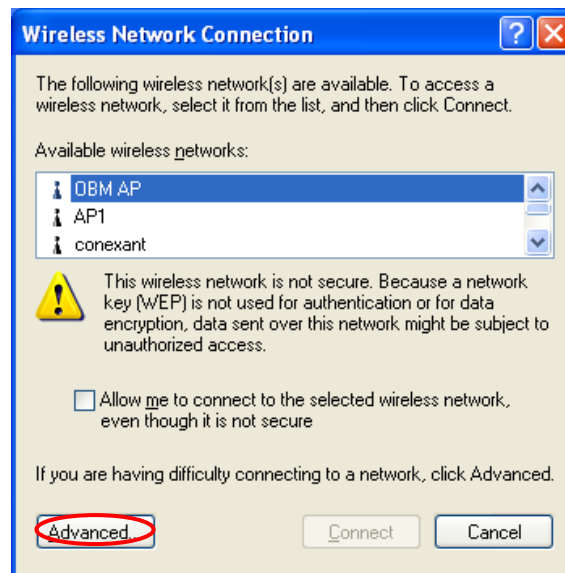 Wireless Network Connection
The following wireless network(s) are available. To access a
wireless network, select it from the list, and then click Connect.
Available wireless networks:
OBM AP
AP1
conexant
This wireless network is not secure. Because a network
key (WEP) is not used for authentication or for data
encryption, data sent over this network might be subject to
unauthorized access.
Allow me to connect to the selected wireless network,
even though it is not secure
If you are having difficulty connecting to a network, click Advanced.
Advanced... Connect Cancel